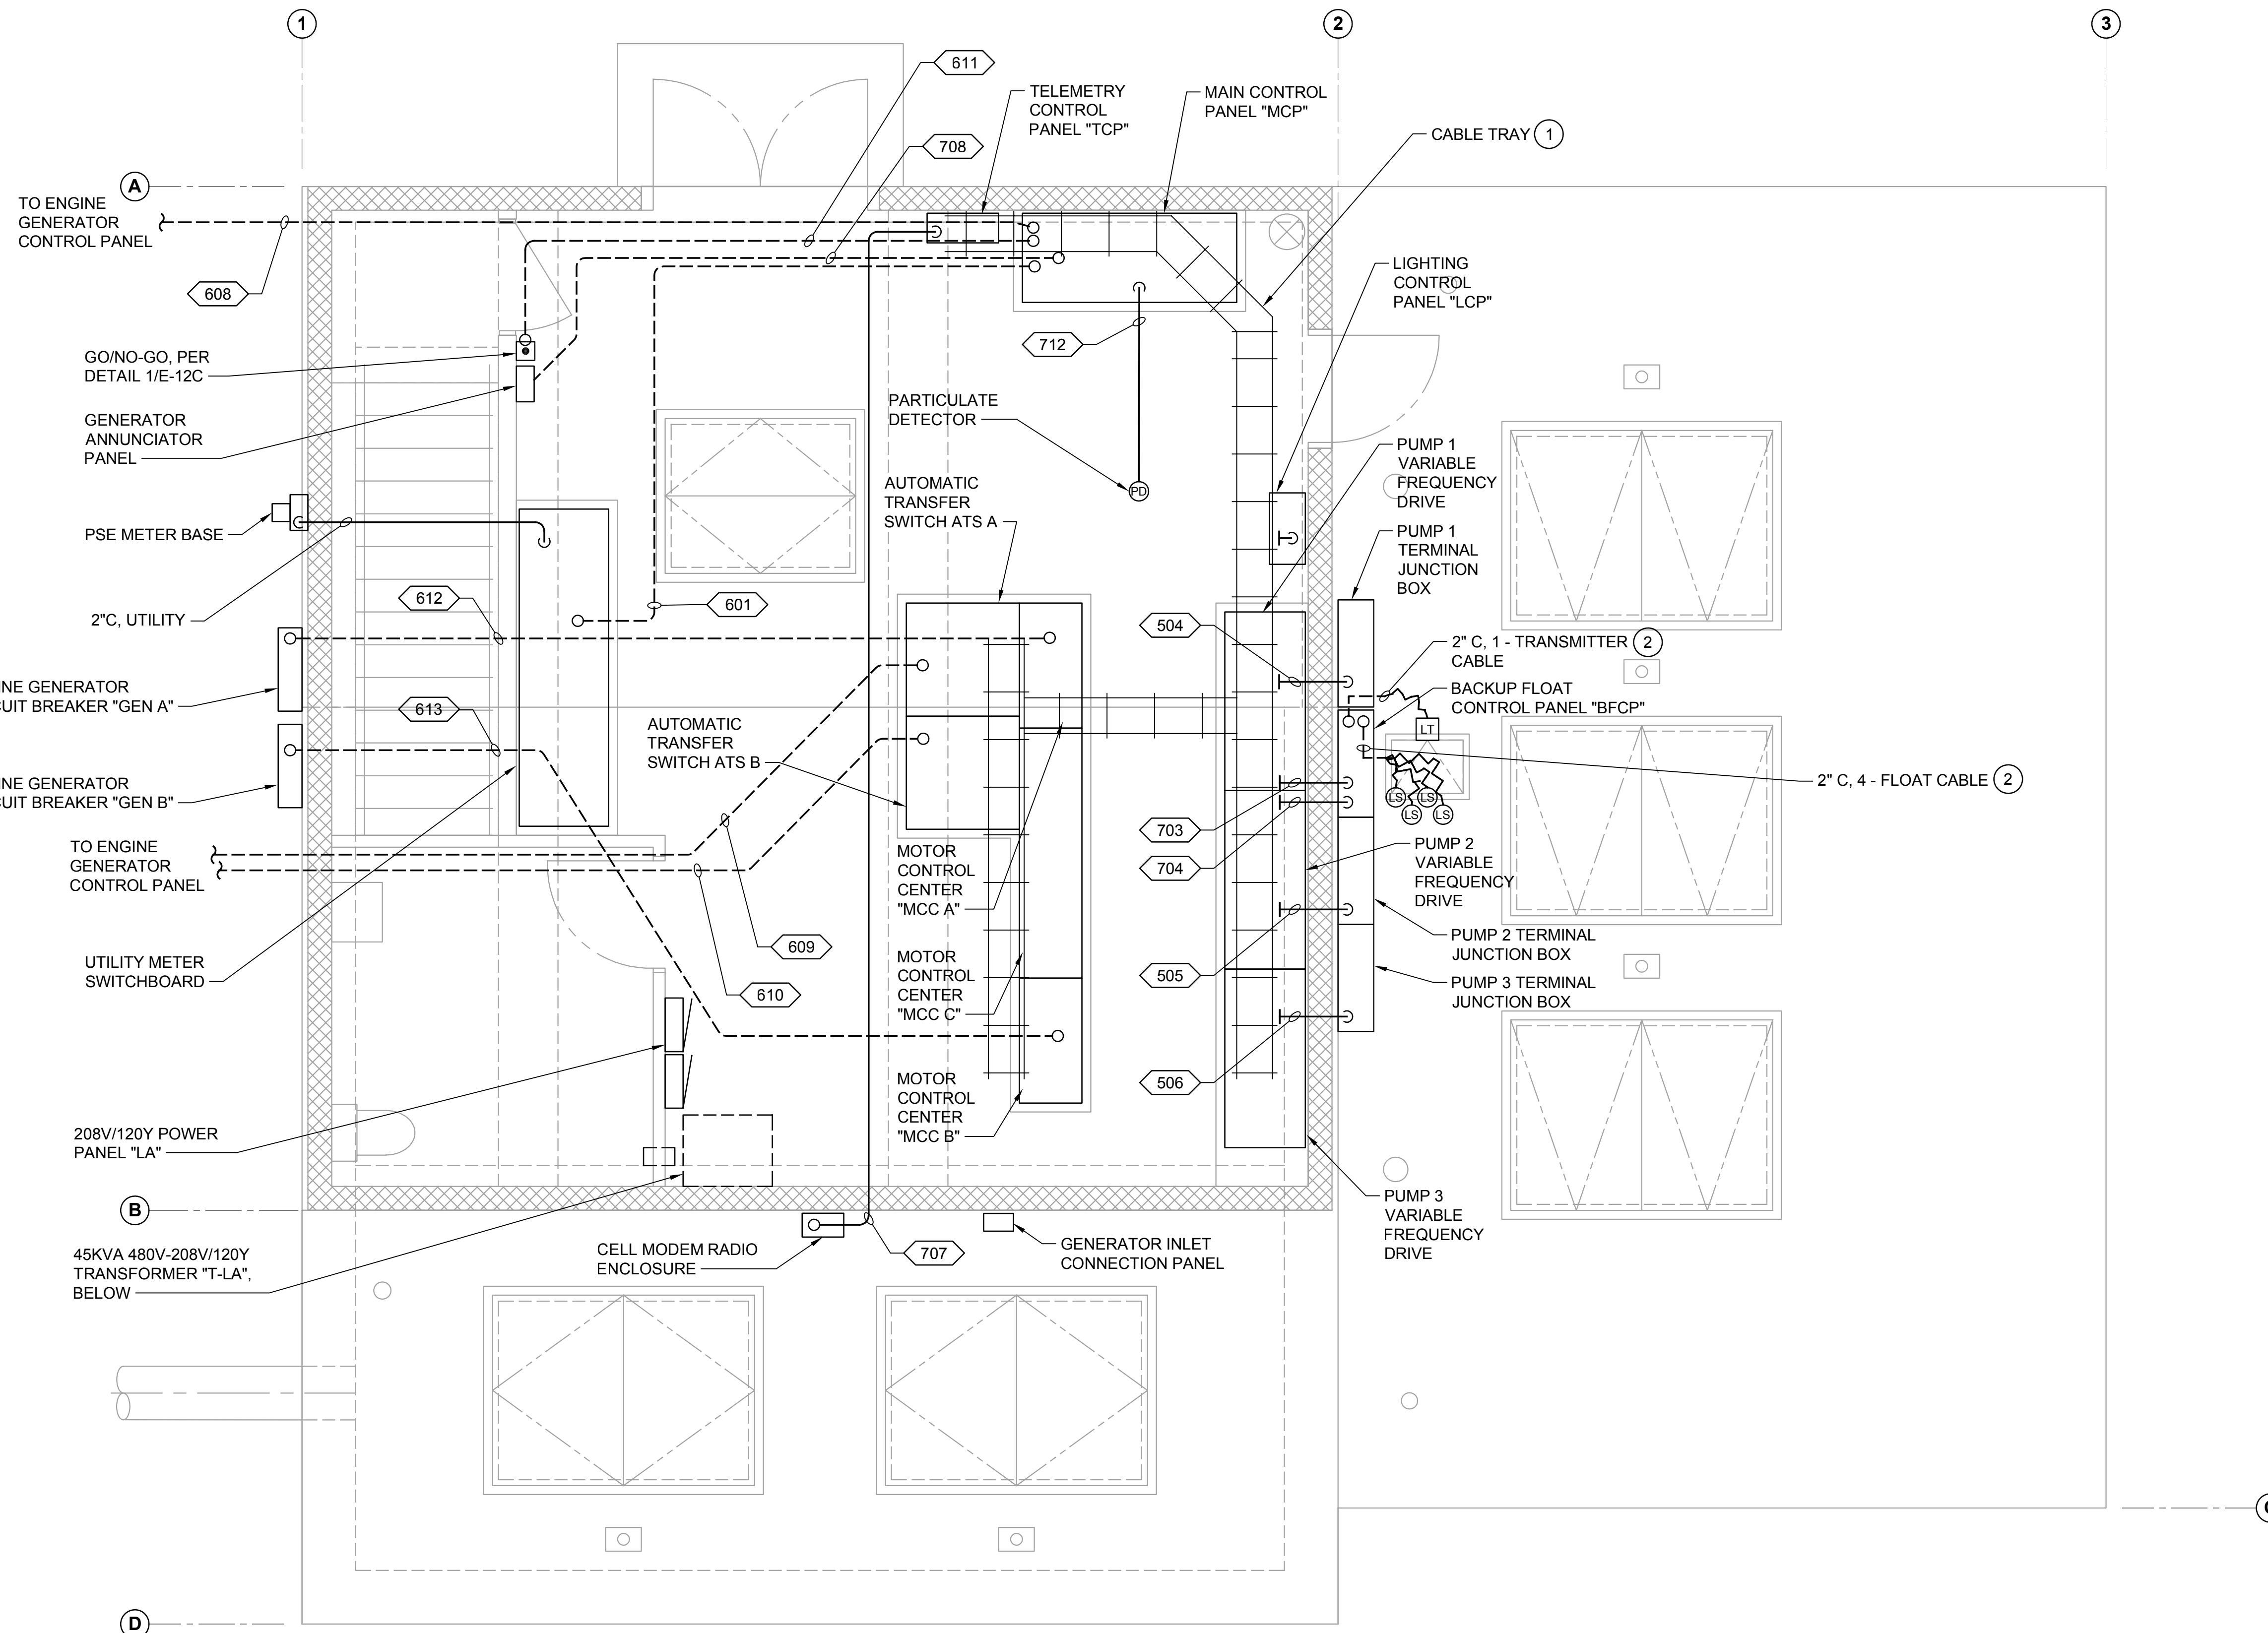 1
2
3
611
TELEMETRY
CONTROL
PANEL "TCP"
MAIN CONTROL
PANEL "MCP"
CABLE TRAY 1
708
A
TO ENGINE
GENERATOR
CONTROL PANEL
608
LIGHTING
CONTROL
PANEL "LCP"
GO/NO-GO, PER
DETAIL 1/E-12C
712
GENERATOR
ANNUNCIATOR
PANEL
PARTICULATE
DETECTOR
PD
PUMP 1
VARIABLE
FREQUENCY
DRIVE
AUTOMATIC
TRANSFER
SWITCH ATS A
PSE METER BASE
PUMP 1
TERMINAL
JUNCTION
BOX
2"C, UTILITY
612
601
504
2" C, 1 - TRANSMITTER 2
CABLE
NE GENERATOR
UIT BREAKER "GEN A"
BACKUP FLOAT
CONTROL PANEL "BFCP"
LT
613
AUTOMATIC
TRANSFER
SWITCH ATS B
NE GENERATOR
UIT BREAKER "GEN B"
2" C, 4 - FLOAT CABLE 2
LS
LS
LS
LS
703
704
TO ENGINE
GENERATOR
CONTROL PANEL
MOTOR
CONTROL
CENTER
"MCC A"
PUMP 2
VARIABLE
FREQUENCY
DRIVE
609
505
PUMP 2 TERMINAL
JUNCTION BOX
UTILITY METER
SWITCHBOARD
610
MOTOR
CONTROL
CENTER
"MCC C"
PUMP 3 TERMINAL
JUNCTION BOX
506
MOTOR
CONTROL
CENTER
"MCC B"
208V/120Y POWER
PANEL "LA"
B
PUMP 3
VARIABLE
FREQUENCY
DRIVE
45KVA 480V-208V/120Y
TRANSFORMER "T-LA",
BELOW
CELL MODEM RADIO
ENCLOSURE
707
GENERATOR INLET
CONNECTION PANEL
D